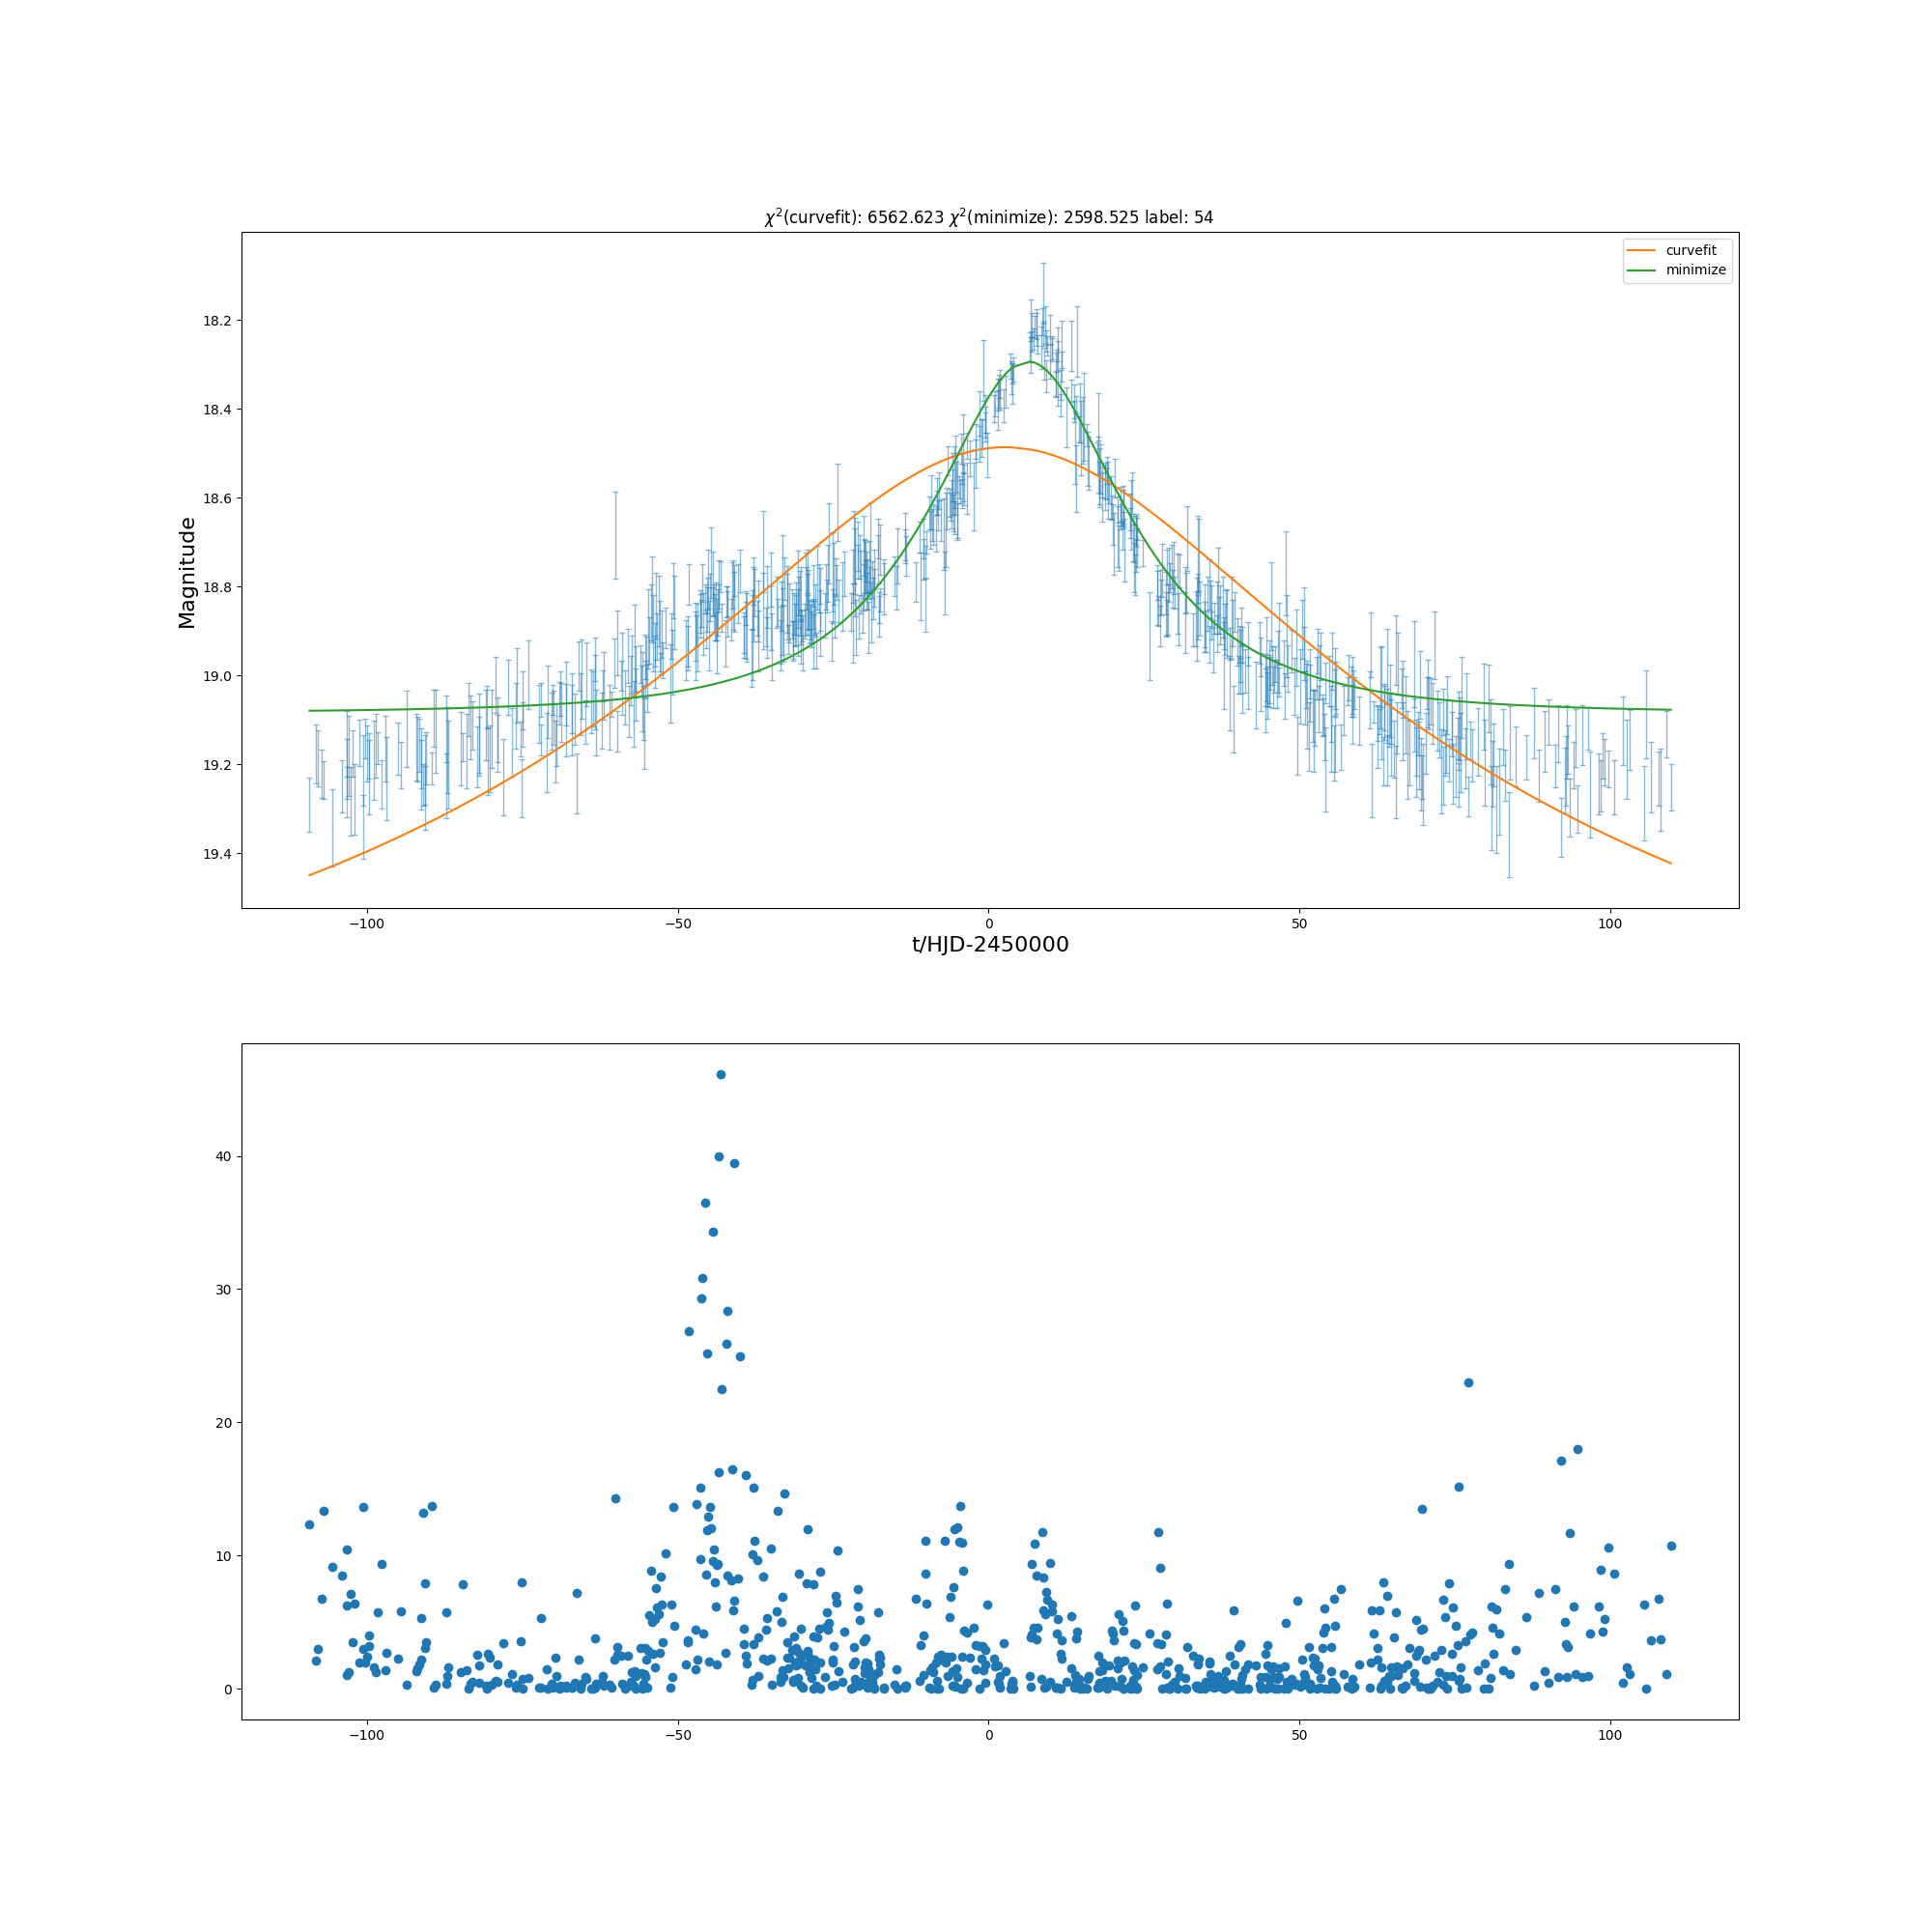 χ²(curvefit): 6562.623 χ²(minimize): 2598.525 label: 54
curvefit
minimize
Magnitude
18.2
18.4
18.6
18.8
19.0
19.2
19.4
−100 −50 0 50 100
t/HJD-2450000
40
30
20
10
0
−100 −50 0 50 100